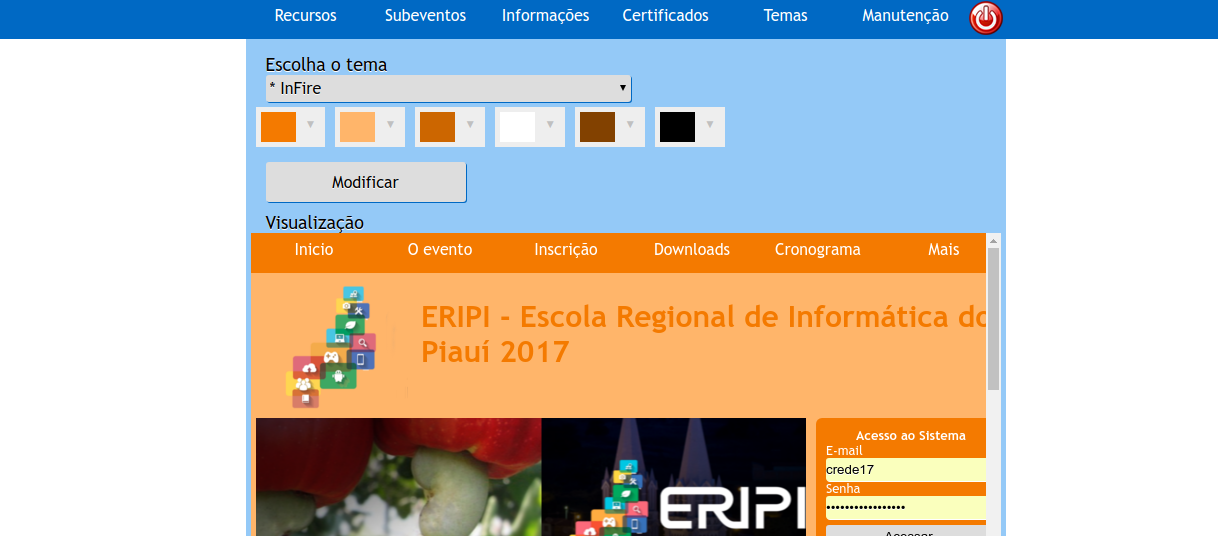 Recursos Subeventos Informações Certificados Temas Manutenção
Escolha o tema
* InFire
Modificar
Visualização
Inicio O evento Inscrição Downloads Cronograma Mais
ERIPI - Escola Regional de Informática do
Piauí 2017
Acesso ao Sistema
E-mail
crede17
ERIPI
Senha
••••••••••••••••
Acessar